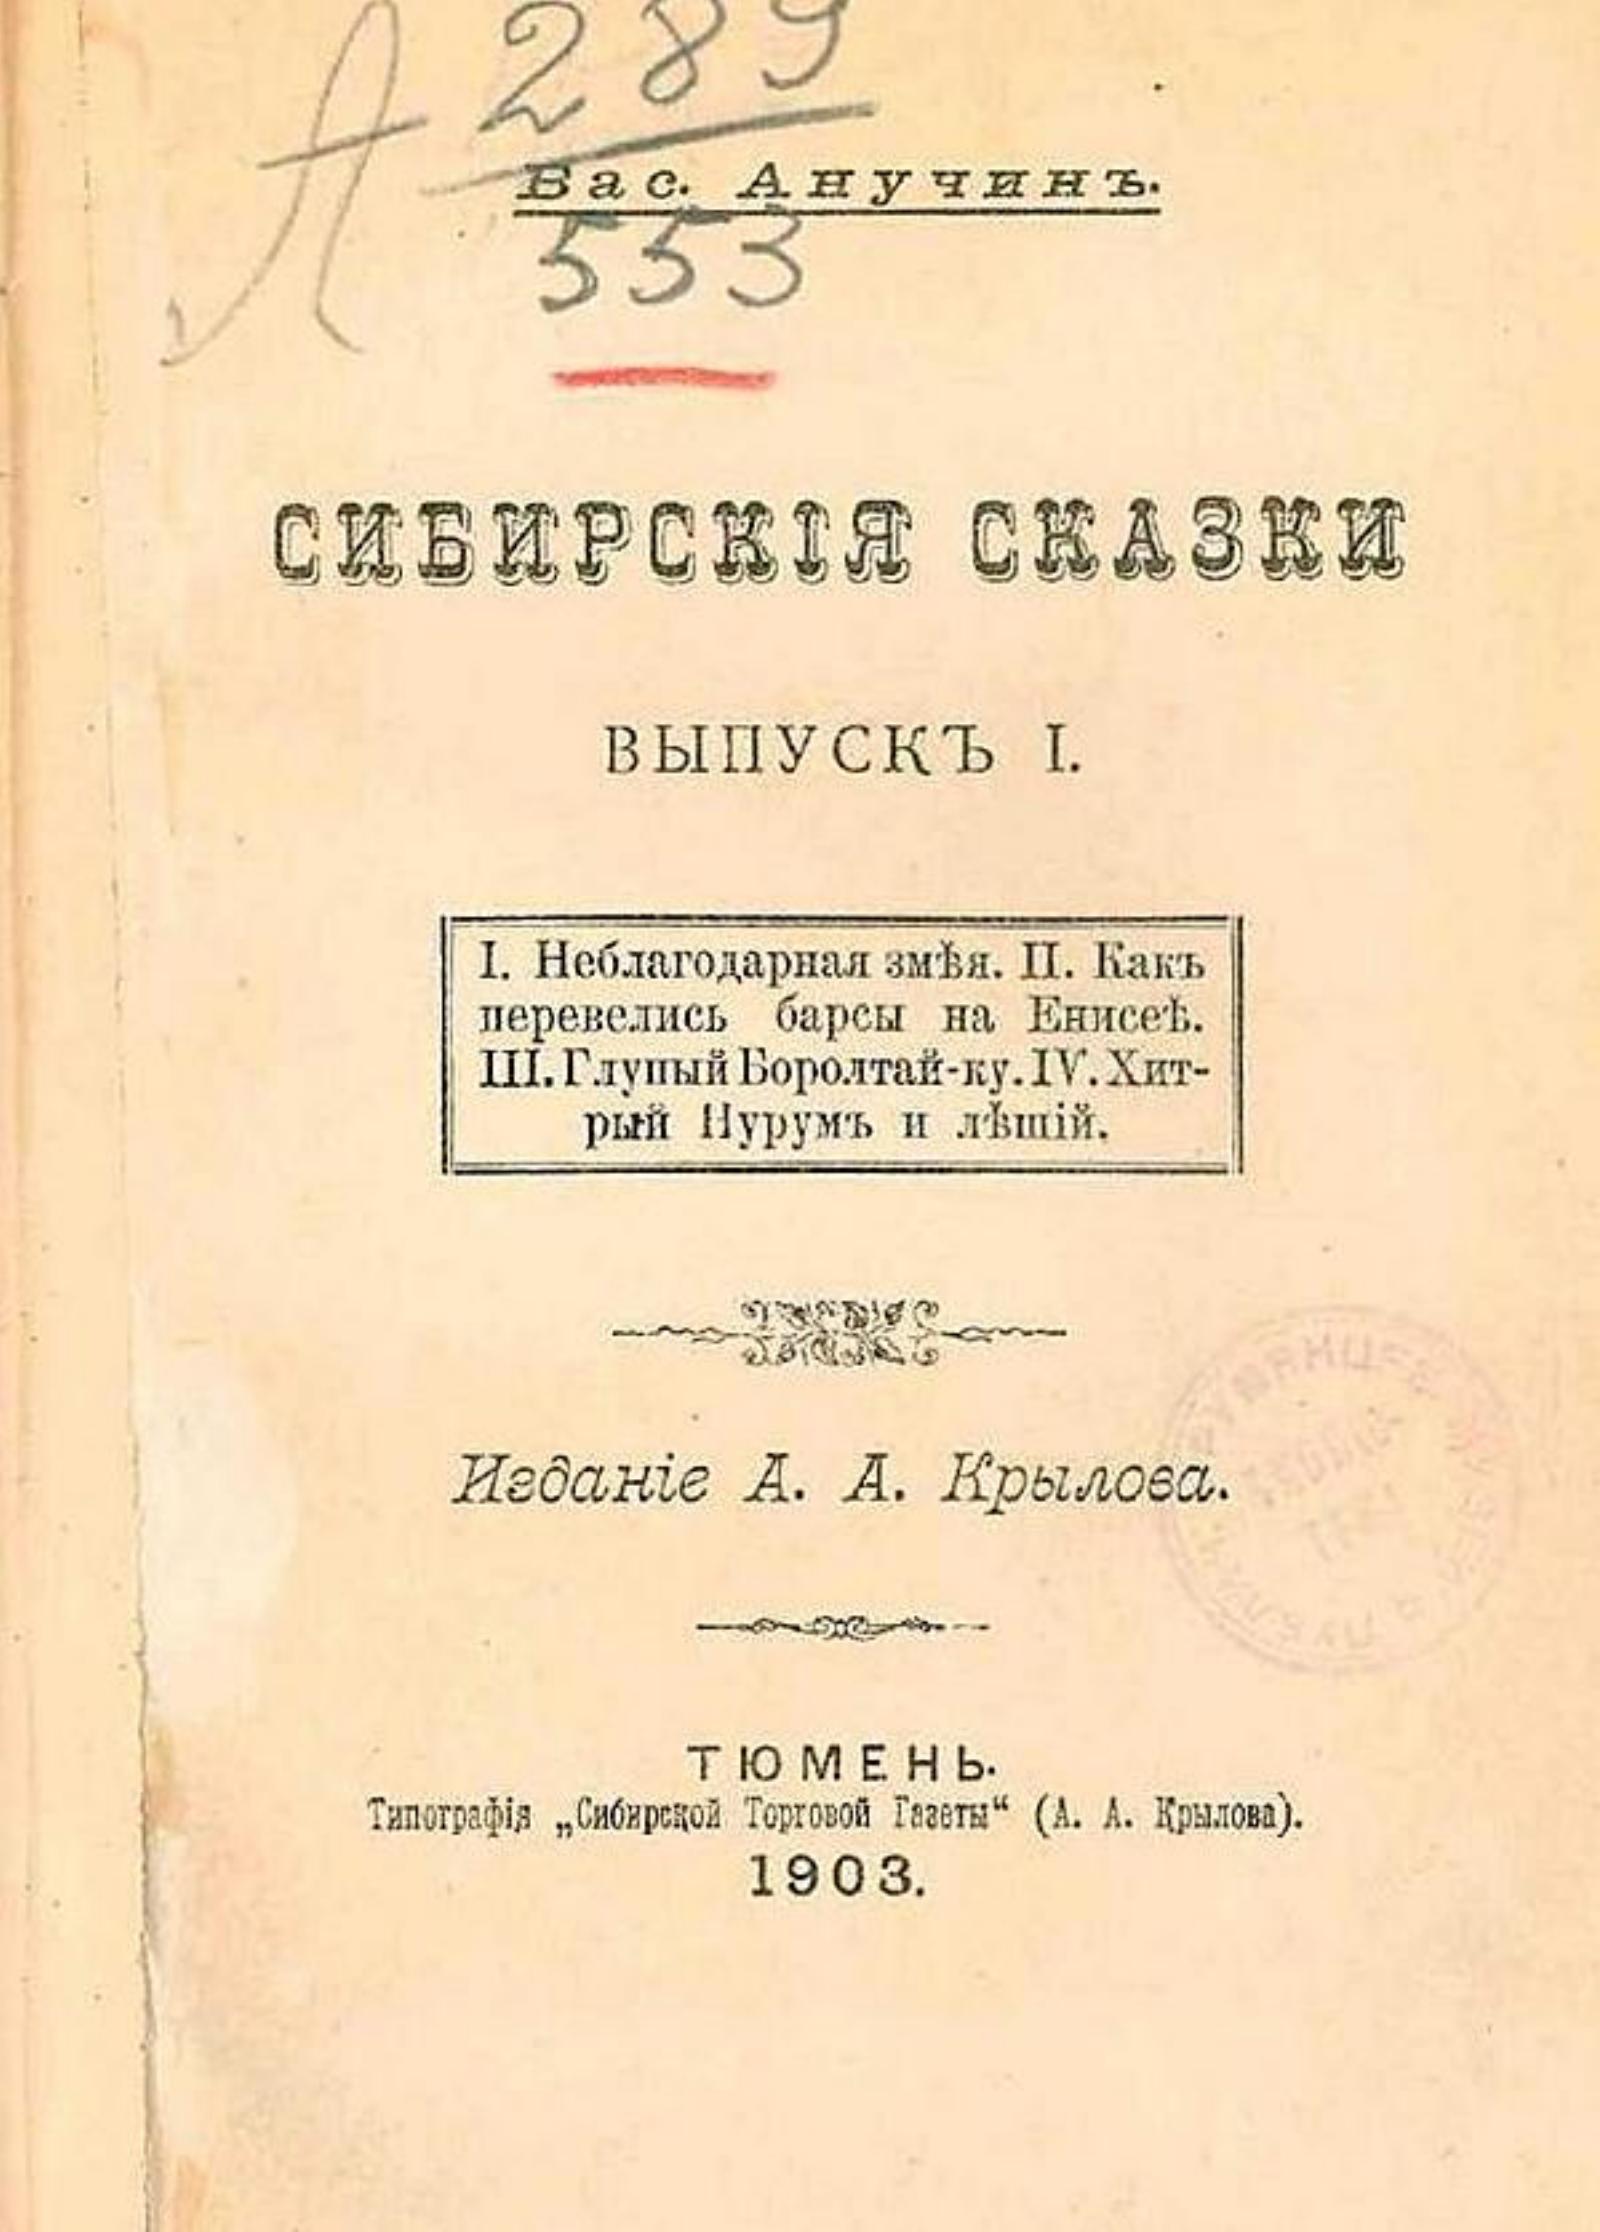 А 289
Вас. Анучинъ.
553
СИБИРСКІЯ СКАЗКИ
ВЫПУСКЪ I.
I. Неблагодарная змѣя. II. Какъ
перевелись барсы на Енисеѣ.
III. Глупый Боролтай-ку. IV. Хит-
рый Нурумъ и лѣшій.
Изданіе А. А. Крылова.
ТЮМЕНЬ.
Типографія „Сибирской Торговой Газеты“ (А. А. Крылова).
1903.